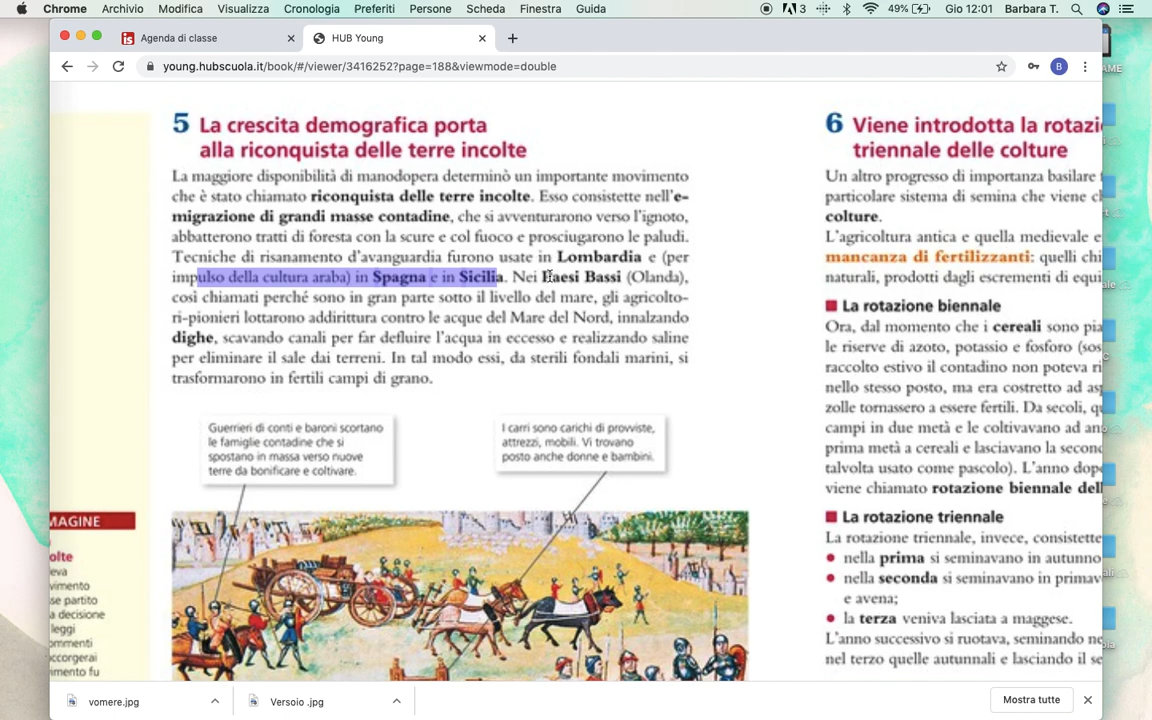 Chrome Archivio Modifica Visualizza Cronologia Preferiti Persone Scheda Finestra Guida
3 49% Gio 12:01 Barbara T.
Agenda di classe
HUB Young
young.hubscuola.it/book/#/viewer/3416252?page=188&viewmode=double
B
5 La crescita demografica porta
alla riconquista delle terre incolte
La maggiore disponibilità di manodopera determinò un importante movimento
che è stato chiamato riconquista delle terre incolte. Esso consistette nell'e-
migrazione di grandi masse contadine, che si avventurarono verso l'ignoto,
abbatterono tratti di foresta con la scure e col fuoco e prosciugarono le paludi.
Tecniche di risanamento d'avanguardia furono usate in Lombardia e (per
impulso della cultura araba) in Spagna e in Sicilia. Nei Paesi Bassi (Olanda),
così chiamati perché sono in gran parte sotto il livello del mare, gli agricolto-
ri-pionieri lottarono addirittura contro le acque del Mare del Nord, innalzando
dighe, scavando canali per far defluire l'acqua in eccesso e realizzando saline
per eliminare il sale dai terreni. In tal modo essi, da sterili fondali marini, si
trasformarono in fertili campi di grano.
Guerrieri di conti e baroni scortano
le famiglie contadine che si
spostano in massa verso nuove
terre da bonificare e coltivare.
I carri sono carichi di provviste,
attrezzi, mobili. Vi trovano
posto anche donne e bambini.
MAGINE
olte
eva
vimento
se partito
a decisione
leggi
ommenti
ccorgerai
imento fu
6 Viene introdotta la rotazi
triennale delle colture
Un altro progresso di importanza basilare
particolare sistema di semina che viene c
colture.
L'agricoltura antica e quella medievale e
mancanza di fertilizzanti: quelli chi
naturali, prodotti dagli escrementi di equi
La rotazione biennale
Ora, dal momento che i cereali sono pia
le riserve di azoto, potassio e fosforo (sos
raccolto estivo il contadino non poteva ri
nello stesso posto, ma era costretto ad asp
zolle tornassero a essere fertili. Da secoli, qu
campi in due metà e le coltivavano ad an
prima metà a cereali e lasciavano la second
talvolta usato come pascolo). L'anno dopo
viene chiamato rotazione biennale dell
La rotazione triennale
La rotazione triennale, invece, consistette
nella prima si seminavano in autunno
nella seconda si seminavano in primav
e avena;
la terza veniva lasciata a maggese.
L'anno successivo si ruotava, seminando ne
nel terzo quelle autunnali e lasciando il se
vomere.jpg
Versoio .jpg
Mostra tutte